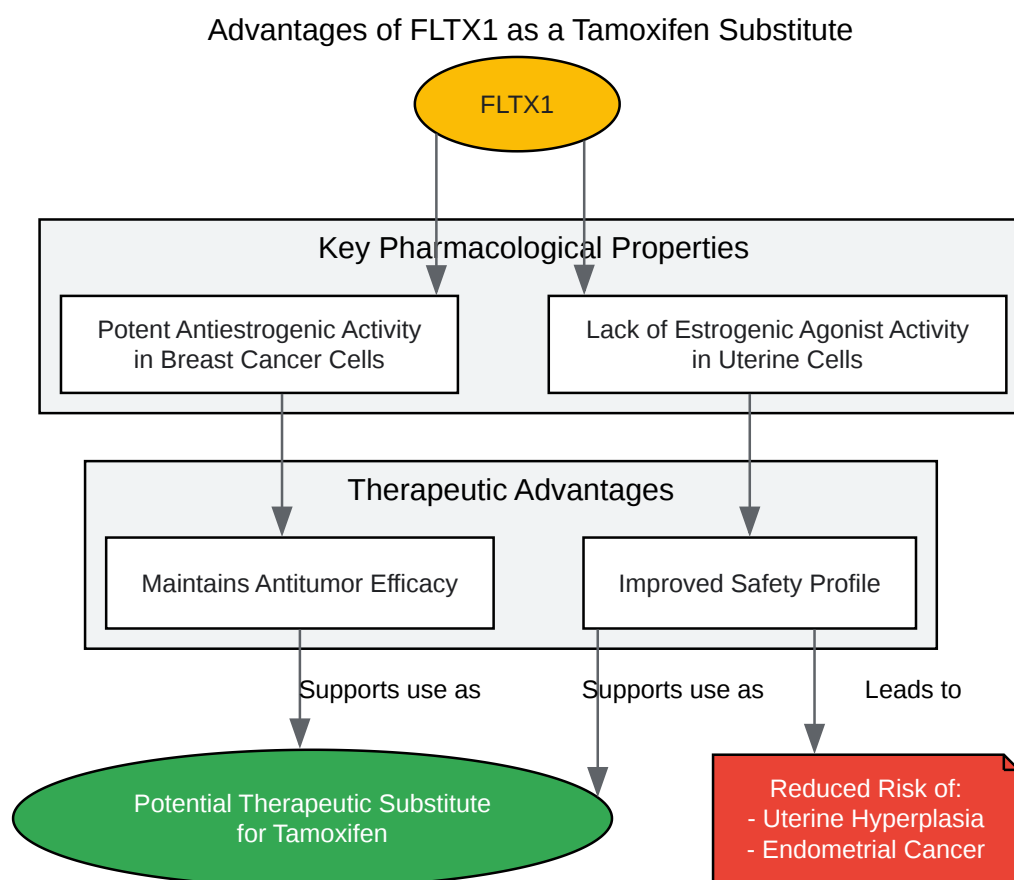 Advantages of FLTX1 as a Tamoxifen Substitute
FLTX1
Key Pharmacological Properties
Potent Antiestrogenic Activity
in Breast Cancer Cells
Lack of Estrogenic Agonist Activity
in Uterine Cells
Therapeutic Advantages
Maintains Antitumor Efficacy
Improved Safety Profile
Supports use as
Supports use as
Leads to
Potential Therapeutic Substitute
for Tamoxifen
Reduced Risk of:
- Uterine Hyperplasia
- Endometrial Cancer